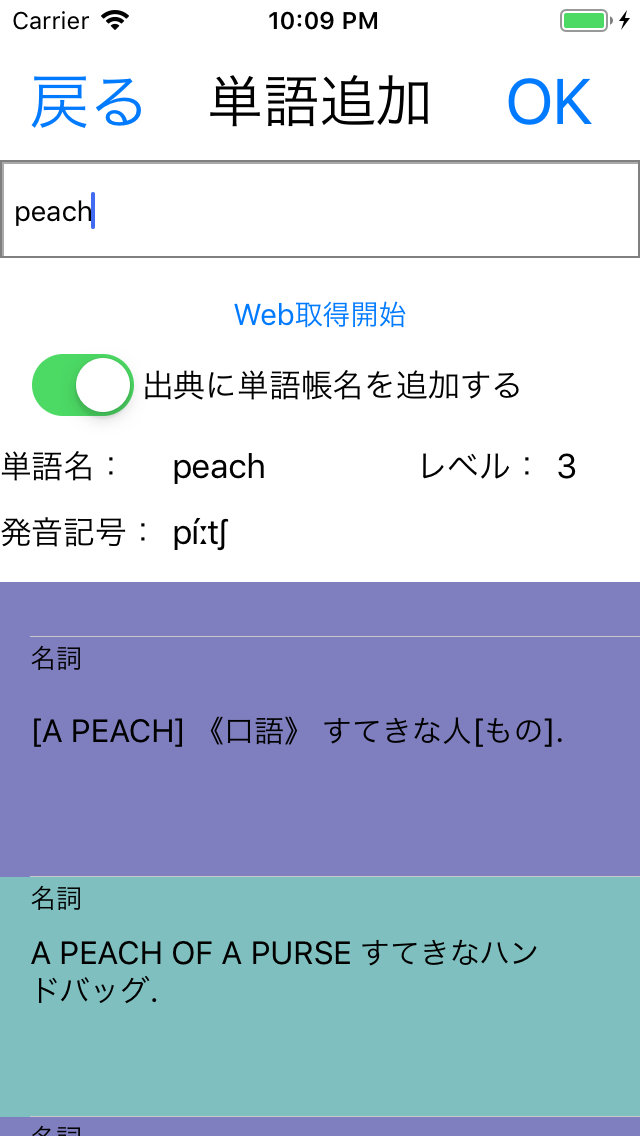 Carrier 10:09 PM
戻る 単語追加 OK
peach
Web取得開始
出典に単語帳名を追加する
単語名： peach レベル： 3
発音記号： píːtʃ
名詞
[A PEACH] 《口語》 すてきな人[もの].
名詞
A PEACH OF A PURSE すてきなハン
ドバッグ.
名詞